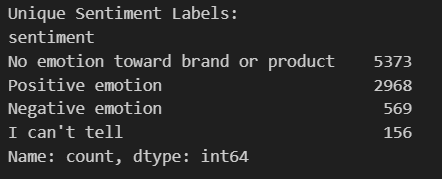 Unique Sentiment Labels:
sentiment
No emotion toward brand or product    5373
Positive emotion                      2968
Negative emotion                       569
I can't tell                           156
Name: count, dtype: int64